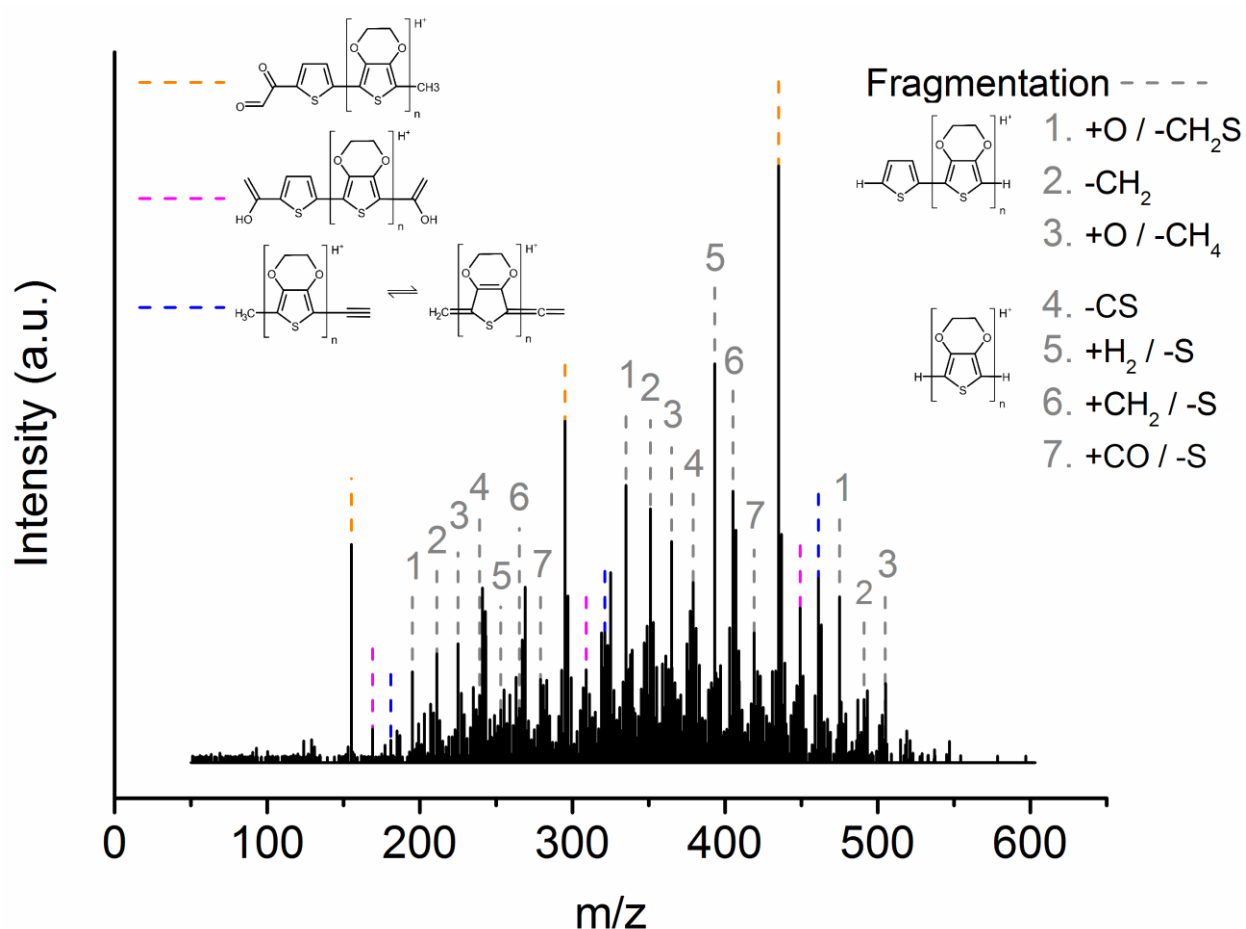 H⁺
O
O
O
O
S
S
CH3
n
H⁺
O
O
HO
S
S
OH
n
H⁺
O
O
H₃C
S
n
⇌
H⁺
O
O
H₂C
S
C
n
Fragmentation
H⁺
O
O
H
S
S
H
n
1. +O / -CH₂S
2. -CH₂
3. +O / -CH₄
H⁺
O
O
H
S
H
n
4. -CS
5. +H₂ / -S
6. +CH₂ / -S
7. +CO / -S
1
2
3
4
5
6
7
1
2
3
4
5
6
7
1
2
3
Intensity (a.u.)
0 100 200 300 400 500 600
m/z